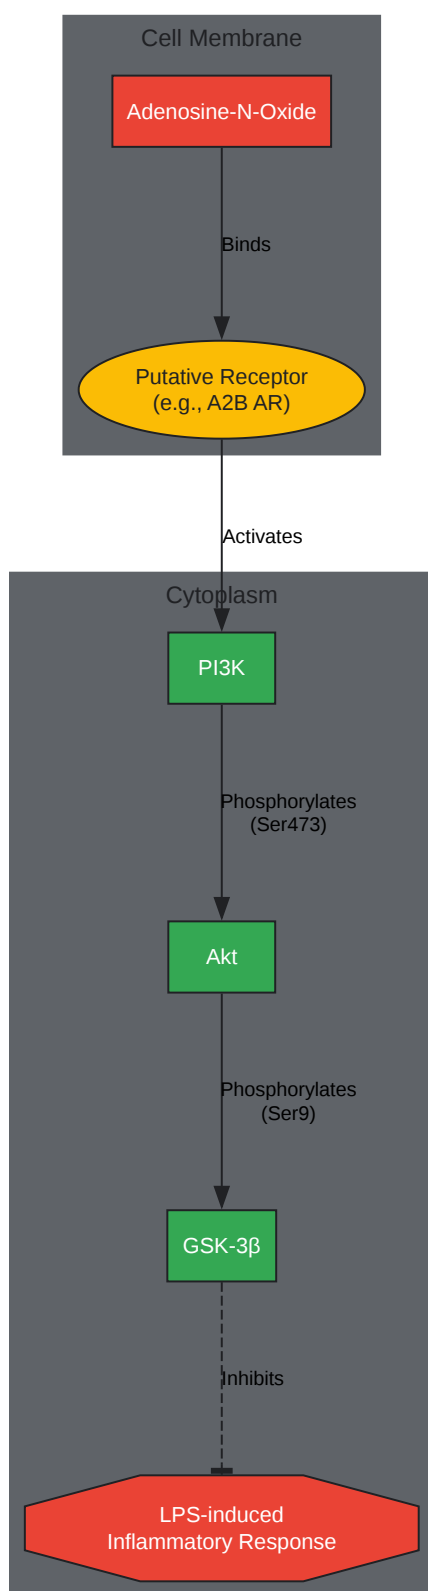 Cell Membrane
Adenosine-N-Oxide
Binds
Putative Receptor
(e.g., A2B AR)
Activates
Cytoplasm
PI3K
Phosphorylates
(Ser473)
Akt
Phosphorylates
(Ser9)
GSK-3β
Inhibits
LPS-induced
Inflammatory Response